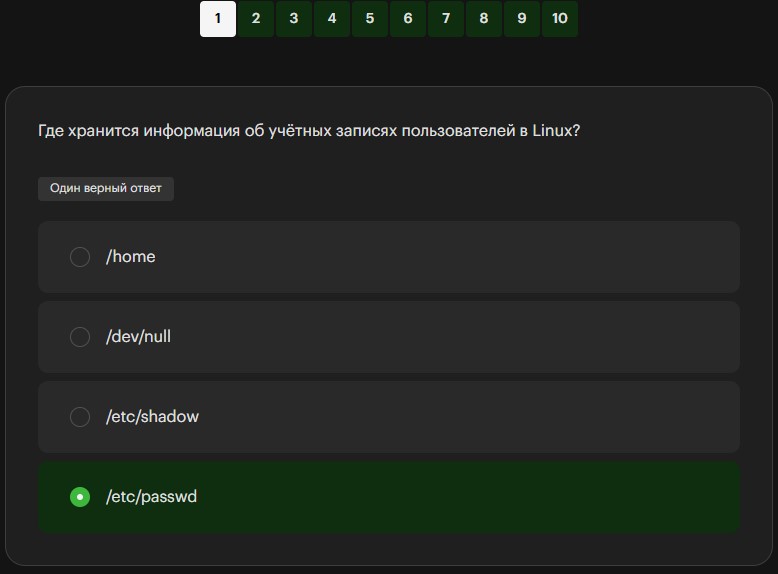 1 2 3 4 5 6 7 8 9 10
Где хранится информация об учётных записях пользователей в Linux?
Один верный ответ
/home
/dev/null
/etc/shadow
/etc/passwd